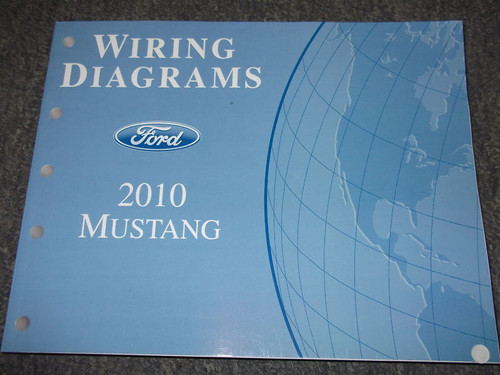 WIRING
DIAGRAMS
Ford
2010
MUSTANG